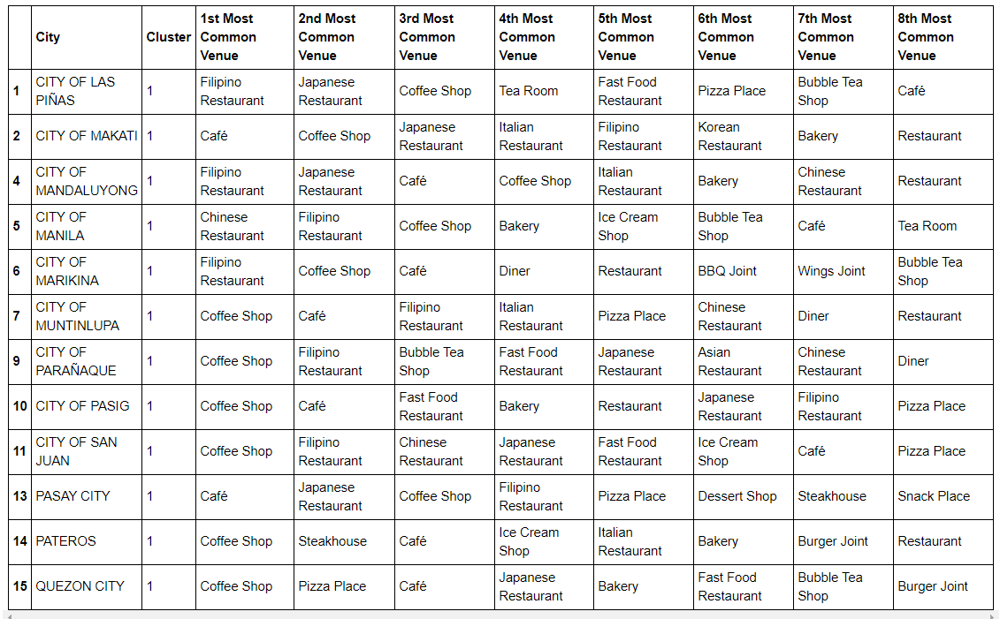 City Cluster 1st Most Common Venue 2nd Most Common Venue 3rd Most Common Venue 4th Most Common Venue 5th Most Common Venue 6th Most Common Venue 7th Most Common Venue 8th Most Common Venue
1 CITY OF LAS PIÑAS 1 Filipino Restaurant Japanese Restaurant Coffee Shop Tea Room Fast Food Restaurant Pizza Place Bubble Tea Shop Café
2 CITY OF MAKATI 1 Café Coffee Shop Japanese Restaurant Italian Restaurant Filipino Restaurant Korean Restaurant Bakery Restaurant
4 CITY OF MANDALUYONG 1 Filipino Restaurant Japanese Restaurant Café Coffee Shop Italian Restaurant Bakery Chinese Restaurant Restaurant
5 CITY OF MANILA 1 Chinese Restaurant Filipino Restaurant Coffee Shop Bakery Ice Cream Shop Bubble Tea Shop Café Tea Room
6 CITY OF MARIKINA 1 Filipino Restaurant Coffee Shop Café Diner Restaurant BBQ Joint Wings Joint Bubble Tea Shop
7 CITY OF MUNTINLUPA 1 Coffee Shop Café Filipino Restaurant Italian Restaurant Pizza Place Chinese Restaurant Diner Restaurant
9 CITY OF PARAÑAQUE 1 Coffee Shop Filipino Restaurant Bubble Tea Shop Fast Food Restaurant Japanese Restaurant Asian Restaurant Chinese Restaurant Diner
10 CITY OF PASIG 1 Coffee Shop Café Fast Food Restaurant Bakery Restaurant Japanese Restaurant Filipino Restaurant Pizza Place
11 CITY OF SAN JUAN 1 Coffee Shop Filipino Restaurant Chinese Restaurant Japanese Restaurant Fast Food Restaurant Ice Cream Shop Café Pizza Place
13 PASAY CITY 1 Café Japanese Restaurant Coffee Shop Filipino Restaurant Pizza Place Dessert Shop Steakhouse Snack Place
14 PATEROS 1 Coffee Shop Steakhouse Café Ice Cream Shop Italian Restaurant Bakery Burger Joint Restaurant
15 QUEZON CITY 1 Coffee Shop Pizza Place Café Japanese Restaurant Bakery Fast Food Restaurant Bubble Tea Shop Burger Joint